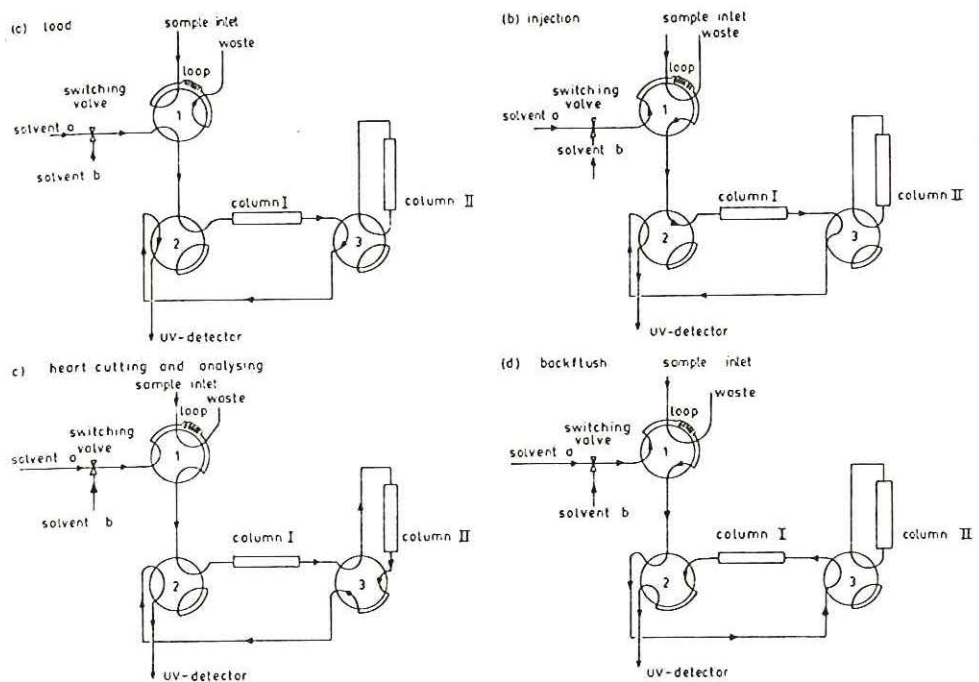 (a) load
sample inlet
waste
loop
switching
valve
1
solvent a
solvent b
column I
column II
2
3
UV-detector
(b) injection
sample inlet
waste
loop
switching
valve
1
solvent a
solvent b
column I
column II
2
3
UV-detector
c) heart cutting and analysing
sample inlet
waste
loop
switching
valve
1
solvent a
solvent b
column I
column II
2
3
UV-detector
(d) backflush
sample inlet
waste
loop
switching
valve
1
solvent a
solvent b
column I
column II
2
3
UV-detector